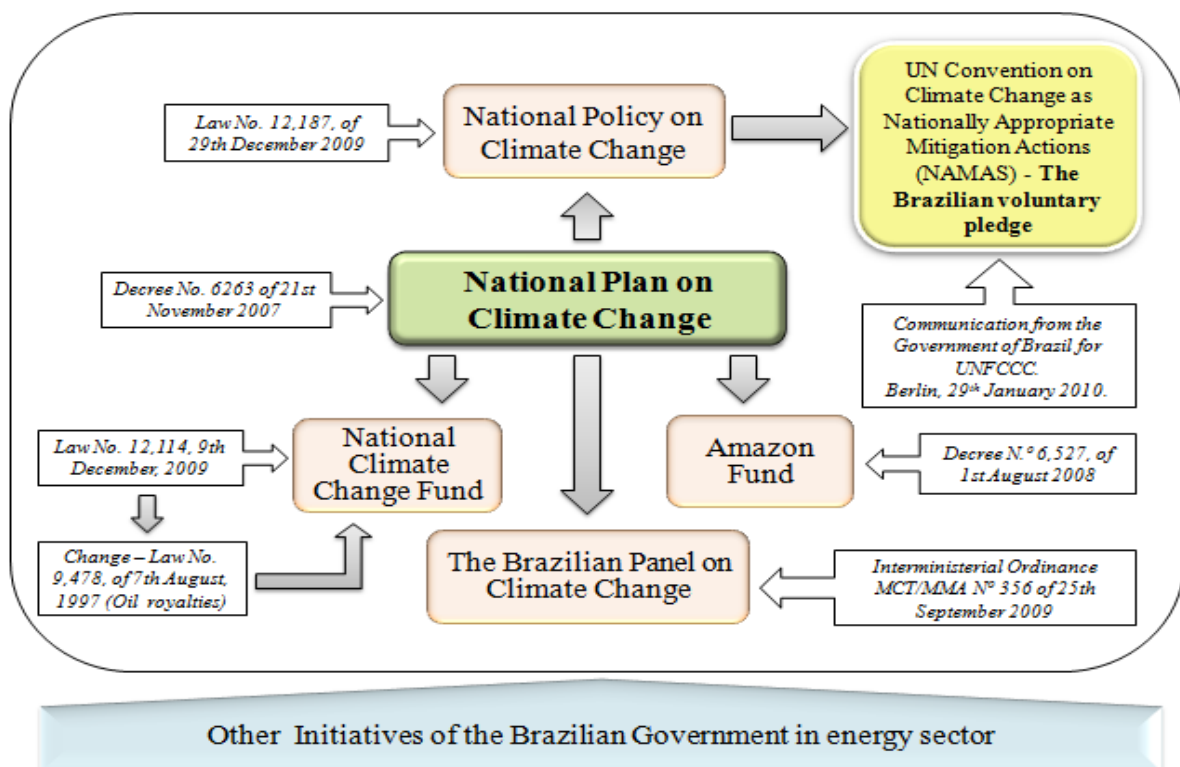 Law No. 12,187, of
29th December 2009
National Policy on
Climate Change
UN Convention on
Climate Change as
Nationally Appropriate
Mitigation Actions
(NAMAS) - The
Brazilian voluntary
pledge
Decree No. 6263 of 21st
November 2007
National Plan on
Climate Change
Communication from the
Government of Brazil for
UNFCCC.
Berlin, 29th January 2010.
Law No. 12,114, 9th
December, 2009
National
Climate
Change Fund
Amazon
Fund
Decree N.º 6,527, of
1st August 2008
Change – Law No.
9,478, of 7th August,
1997 (Oil royalties)
The Brazilian Panel on
Climate Change
Interministerial Ordinance
MCT/MMA Nº 356 of 25th
September 2009
Other Initiatives of the Brazilian Government in energy sector